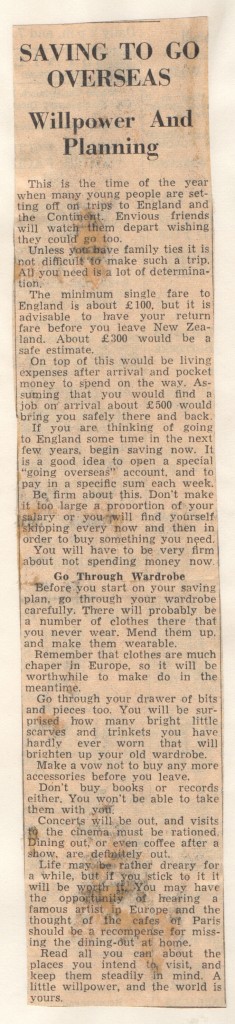 SAVING TO GO
OVERSEAS
Willpower And
Planning
This is the time of the year
when many young people are set-
ting off on trips to England and
the Continent. Envious friends
will watch them depart wishing
they could go too.
Unless you have family ties it is
not difficult to make such a trip.
All you need is a lot of determina-
tion.
The minimum single fare to
England is about £100, but it is
advisable to have your return
fare before you leave New Zea-
land. About £300 would be a
safe estimate.
On top of this would be living
expenses after arrival and pocket
money to spend on the way. As-
suming that you would find a
job on arrival about £500 would
bring you safely there and back.
If you are thinking of going
to England some time in the next
few years, begin saving now. It
is a good idea to open a special
"going overseas" account, and to
pay in a specific sum each week.
Be firm about this. Don't make
it too large a proportion of your
salary or you will find yourself
skipping every now and then in
order to buy something you need.
You will have to be very firm
about not spending money now.
Go Through Wardrobe
Before you start on your saving
plan, go through your wardrobe
carefully. There will probably be
a number of clothes there that
you never wear. Mend them up,
and make them wearable.
Remember that clothes are much
chaper in Europe, so it will be
worthwhile to make do in the
meantime.
Go through your drawer of bits
and pieces too. You will be sur-
prised how many bright little
scarves and trinkets you have
hardly ever worn that will
brighten up your old wardrobe.
Make a vow not to buy any more
accessories before you leave.
Don't buy books or records
either. You won't be able to take
them with you.
Concerts will be out, and visits
to the cinema must be rationed.
Dining out, or even coffee after a
show, are definitely out.
Life may be rather dreary for
a while, but if you stick to it it
will be worth it. You may have
the opportunity of hearing a
famous artist in Europe and the
thought of the cafes of Paris
should be a recompense for miss-
ing the dining-out at home.
Read all you can about the
places you intend to visit, and
keep them steadily in mind. A
little willpower, and the world is
yours.